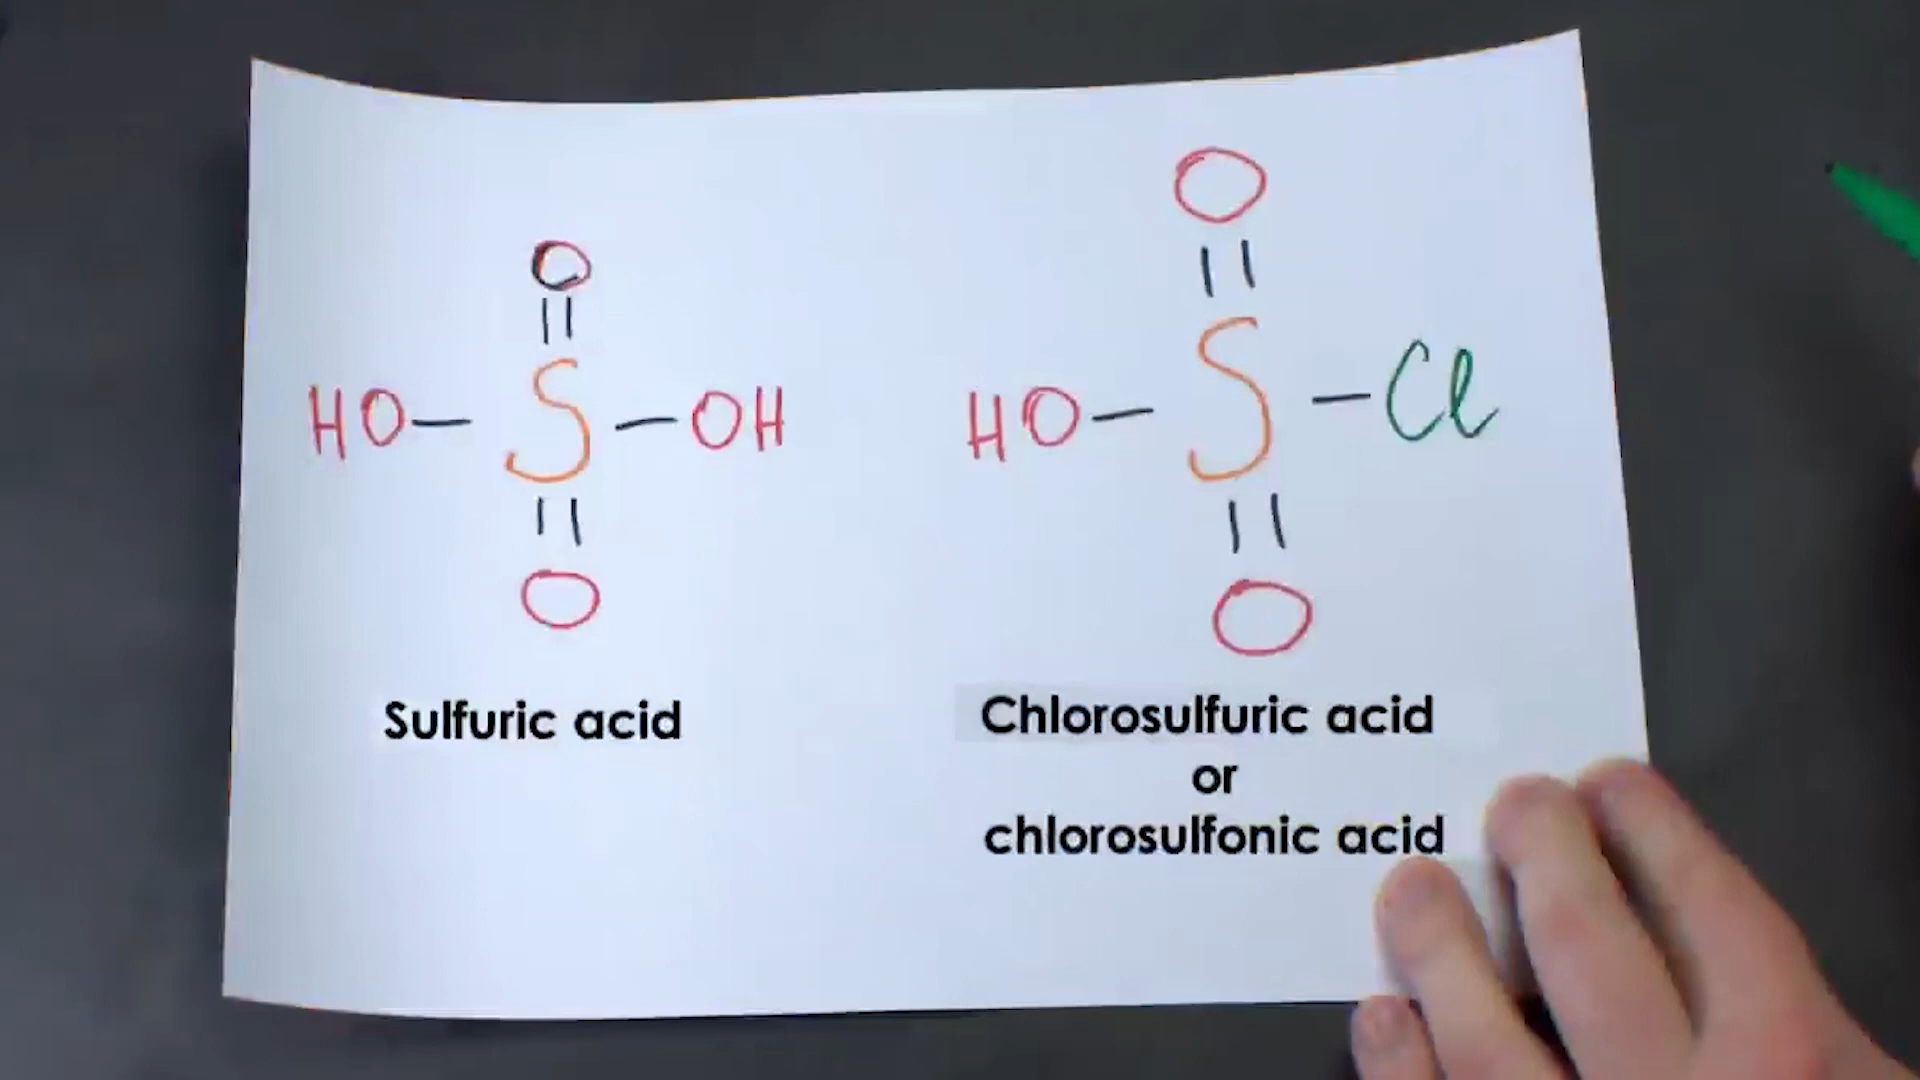 O
||
HO–S–OH
||
O
Sulfuric acid
O
||
HO–S–Cl
||
O
Chlorosulfuric acid
or
chlorosulfonic acid